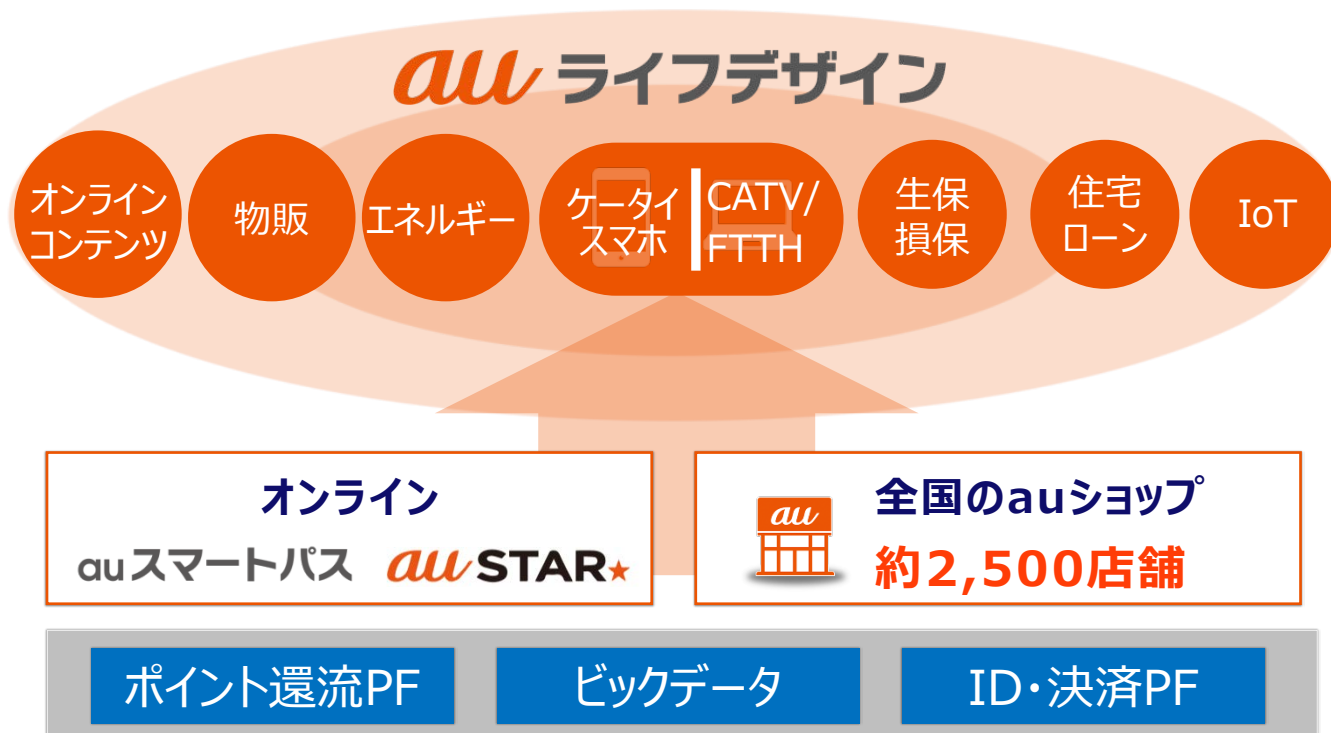 au ライフデザイン
オンライン
コンテンツ
物販
エネルギー
ケータイ
スマホ
CATV/
FTTH
生保
損保
住宅
ローン
IoT
オンライン
auスマートパス au STAR★
au
全国のauショップ
約2,500店舗
ポイント還流PF
ビックデータ
ID・決済PF